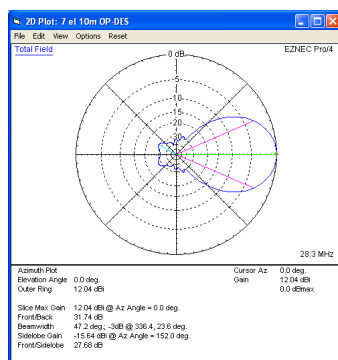 2D Plot: 7 el 10m OP-DES
File Edit View Options Reset
Total Field
EZNEC Pro/4
0 dB
-5
-10
-15
-20
-30
28.3 MHz
Azimuth Plot
Elevation Angle 0.0 deg.
Outer Ring 12.04 dBi
Cursor Az 0.0 deg.
Gain 12.04 dBi
0.0 dBmax
Slice Max Gain 12.04 dBi @ Az Angle = 0.0 deg.
Front/Back 31.74 dB
Beamwidth 47.2 deg.; -3dB @ 336.4, 23.6 deg.
Sidelobe Gain -15.64 dBi @ Az Angle = 152.0 deg.
Front/Sidelobe 27.68 dB